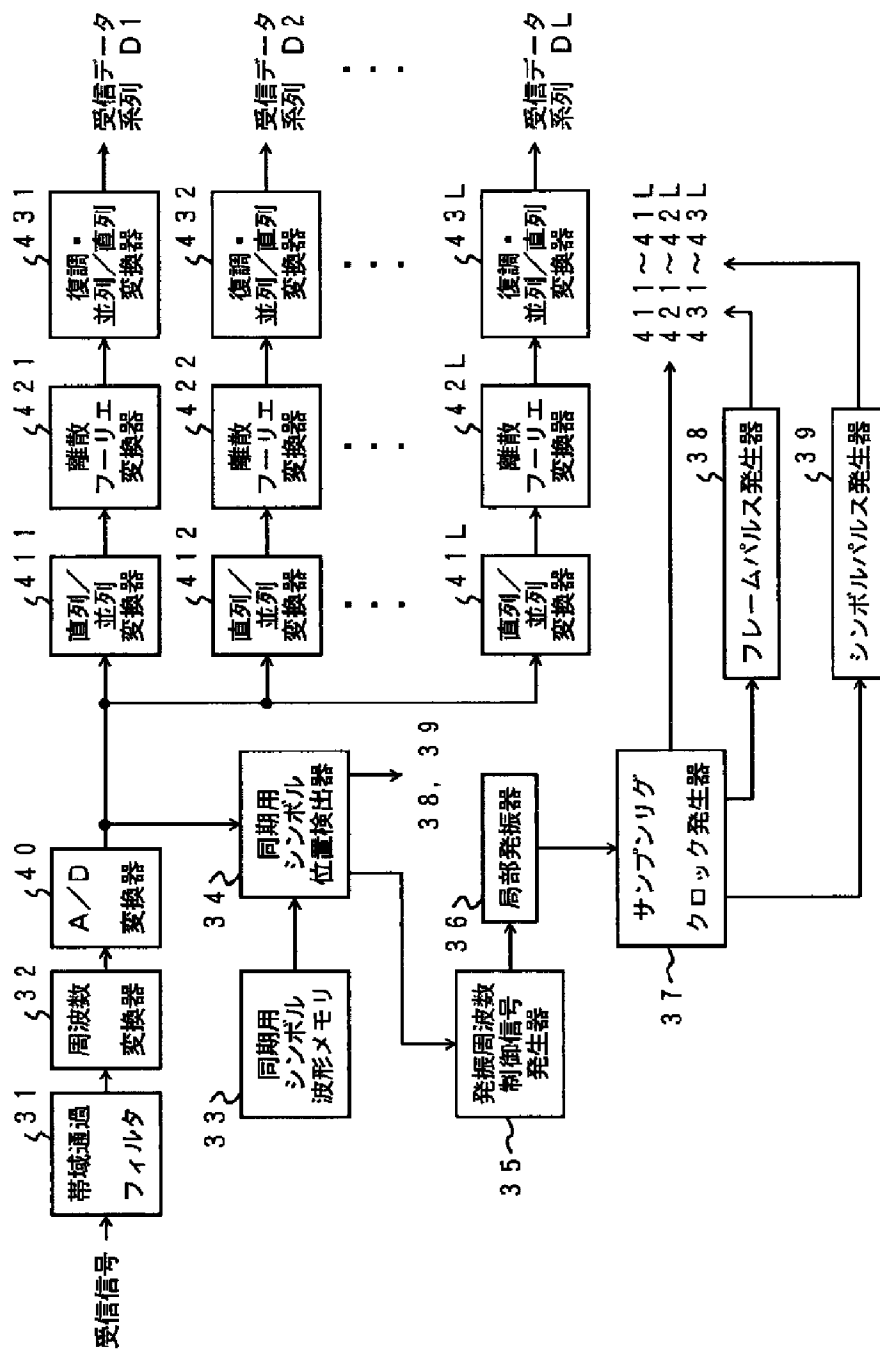 受信信号
31
帯域通過
フィルタ
32
周波数
変換器
40
A/D
変換器
411
直列/
並列
変換器
421
離散
フーリエ
変換器
431
復調・
並列/直列
変換器
受信データ
系列 D1
412
直列/
並列
変換器
422
離散
フーリエ
変換器
432
復調・
並列/直列
変換器
受信データ
系列 D2
・・・
・・・
・・・
・・・
41L
直列/
並列
変換器
42L
離散
フーリエ
変換器
43L
復調・
並列/直列
変換器
受信データ
系列 DL
33
同期用
シンボル
波形メモリ
34
同期用
シンボル
位置検出器
38, 39
35
発振周波数
制御信号
発生器
36
局部発振器
37
サンプンリグ
クロック発生器
411~41L
421~42L
431~43L
38
フレームパルス発生器
39
シンボルパルス発生器